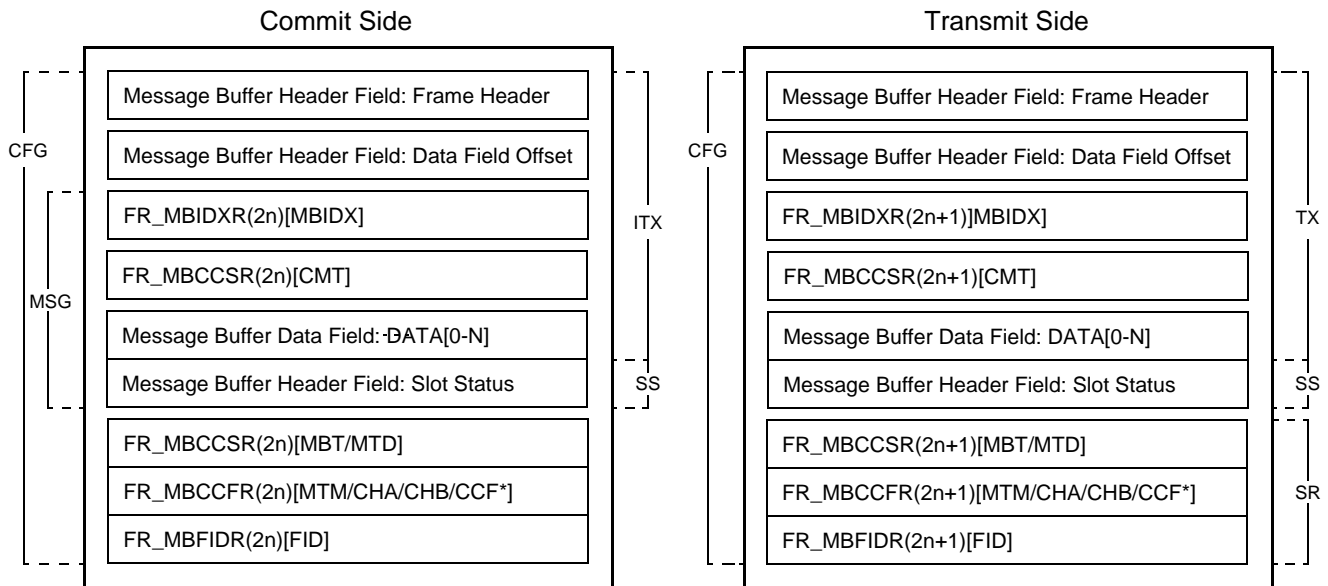 Commit Side
Message Buffer Header Field: Frame Header
Message Buffer Header Field: Data Field Offset
FR_MBIDXR(2n)[MBIDX]
FR_MBCCSR(2n)[CMT]
Message Buffer Data Field: DATA[0-N]
Message Buffer Header Field: Slot Status
FR_MBCCSR(2n)[MBT/MTD]
FR_MBCCFR(2n)[MTM/CHA/CHB/CCF*]
FR_MBFIDR(2n)[FID]
CFG
MSG
ITX
SS
Transmit Side
Message Buffer Header Field: Frame Header
Message Buffer Header Field: Data Field Offset
FR_MBIDXR(2n+1)]MBIDX]
FR_MBCCSR(2n+1)[CMT]
Message Buffer Data Field: DATA[0-N]
Message Buffer Header Field: Slot Status
FR_MBCCSR(2n+1)[MBT/MTD]
FR_MBCCFR(2n+1)[MTM/CHA/CHB/CCF*]
FR_MBFIDR(2n+1)[FID]
CFG
TX
SS
SR